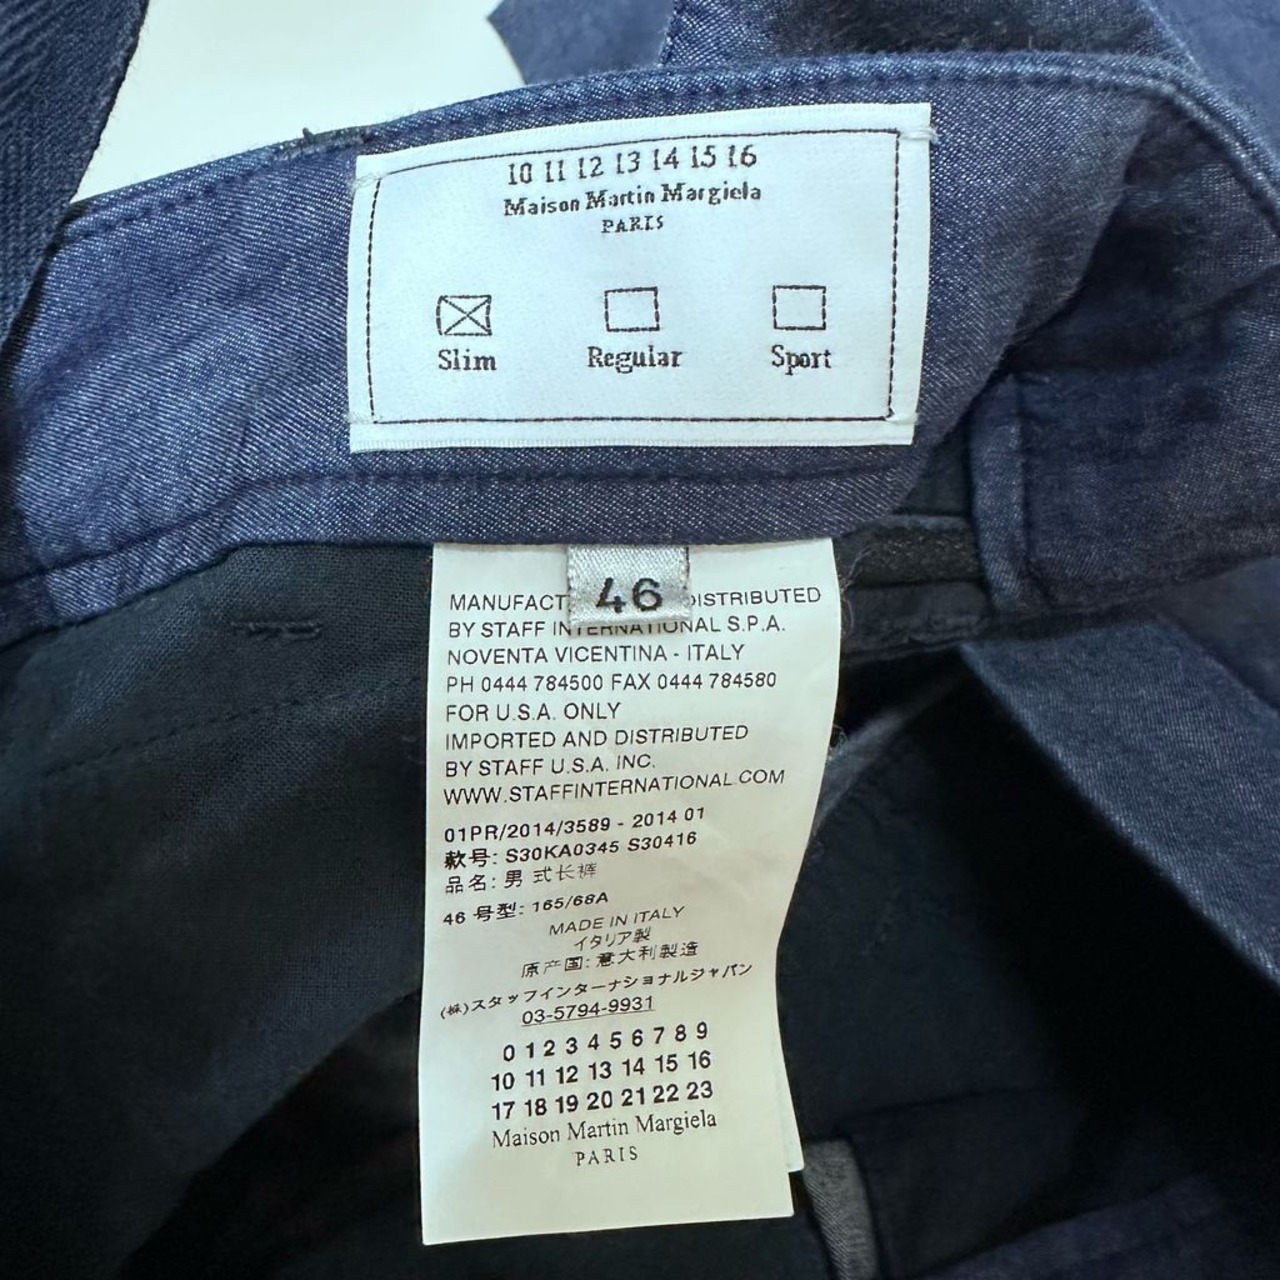 10 11 12 13 14 15 16
Maison Martin Margiela
PARIS
Slim Regular Sport
46
MANUFACT DISTRIBUTED
BY STAFF INTERNATIONAL S.P.A.
NOVENTA VICENTINA - ITALY
PH 0444 784500 FAX 0444 784580
FOR U.S.A. ONLY
IMPORTED AND DISTRIBUTED
BY STAFF U.S.A. INC.
WWW.STAFFINTERNATIONAL.COM
01PR/2014/3589 - 2014 01
款号: S30KA0345 S30416
品名: 男 式长裤
46 号型: 165/68A
MADE IN ITALY
イタリア製
原产国: 意大利製造
(株)スタッフインターナショナルジャパン
03-5794-9931
0 1 2 3 4 5 6 7 8 9
10 11 12 13 14 15 16
17 18 19 20 21 22 23
Maison Martin Margiela
PARIS